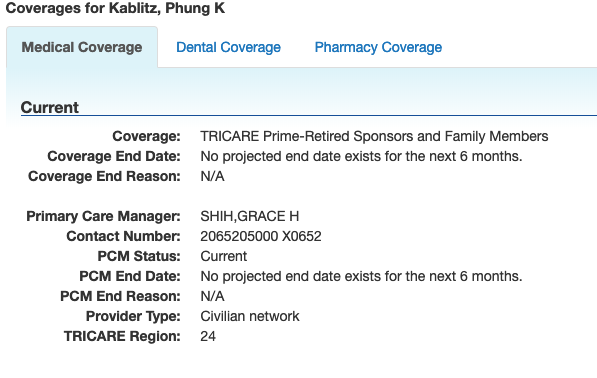 Coverages for Kablitz, Phung K
Medical Coverage Dental Coverage Pharmacy Coverage
Current
Coverage: TRICARE Prime-Retired Sponsors and Family Members
Coverage End Date: No projected end date exists for the next 6 months.
Coverage End Reason: N/A
Primary Care Manager: SHIH,GRACE H
Contact Number: 2065205000 X0652
PCM Status: Current
PCM End Date: No projected end date exists for the next 6 months.
PCM End Reason: N/A
Provider Type: Civilian network
TRICARE Region: 24